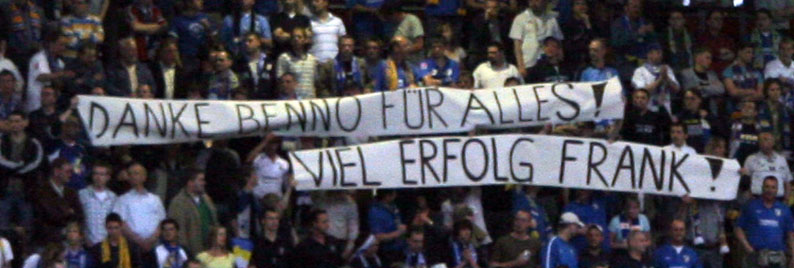 DANKE BENNO FÜR ALLES!
VIEL ERFOLG FRANK!